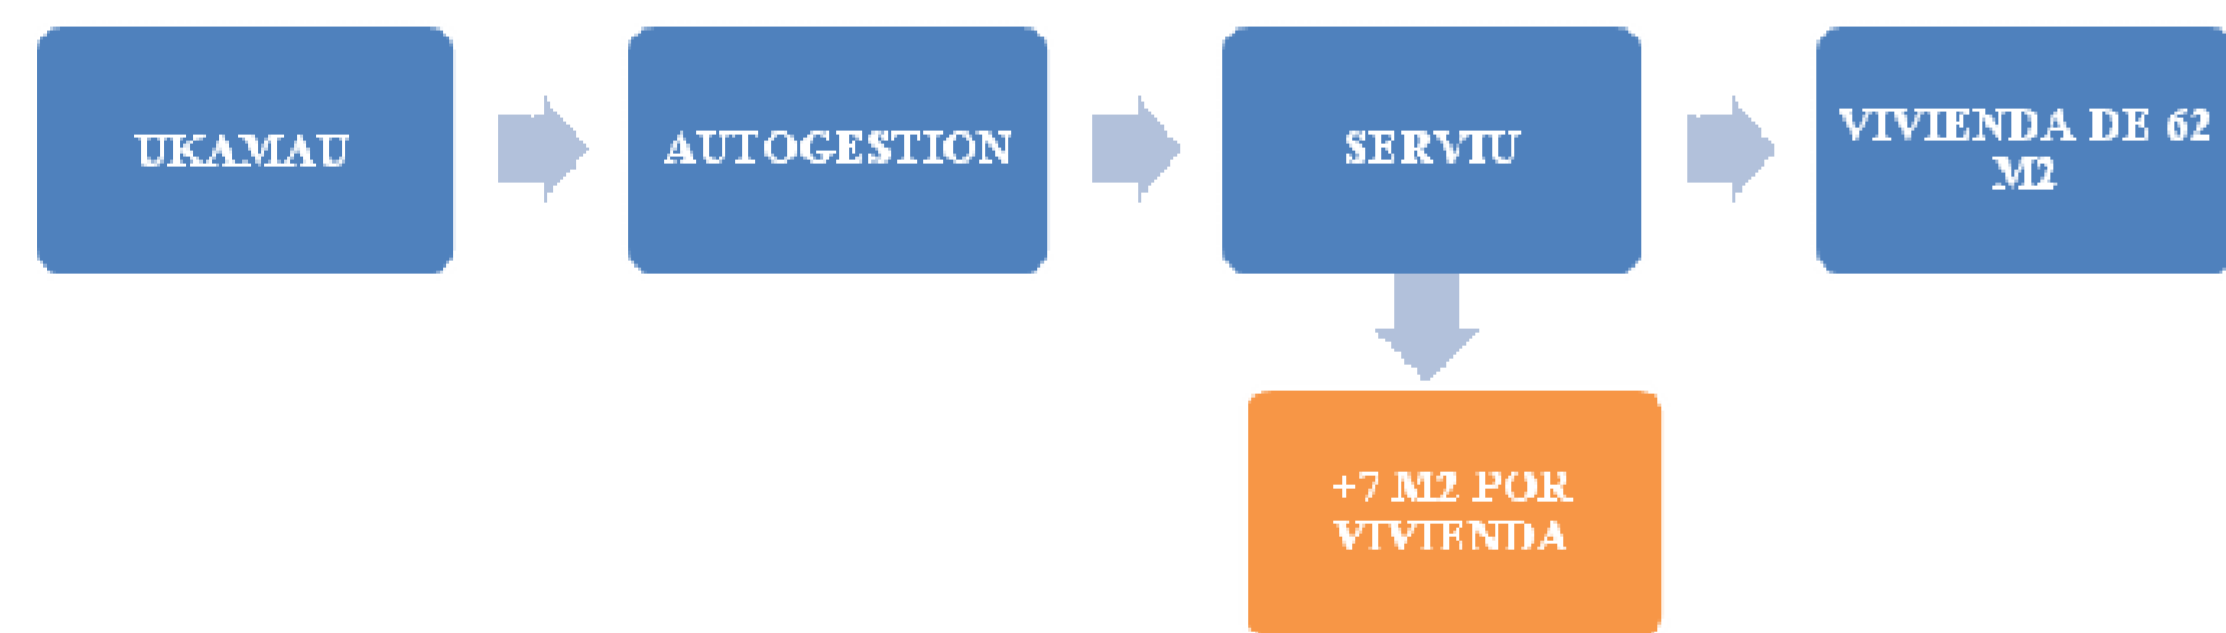 UKAMAU
AUTOGESTION
SERVIU
VIVIENDA DE 62
M2
+7 M2 POR
VIVIENDA